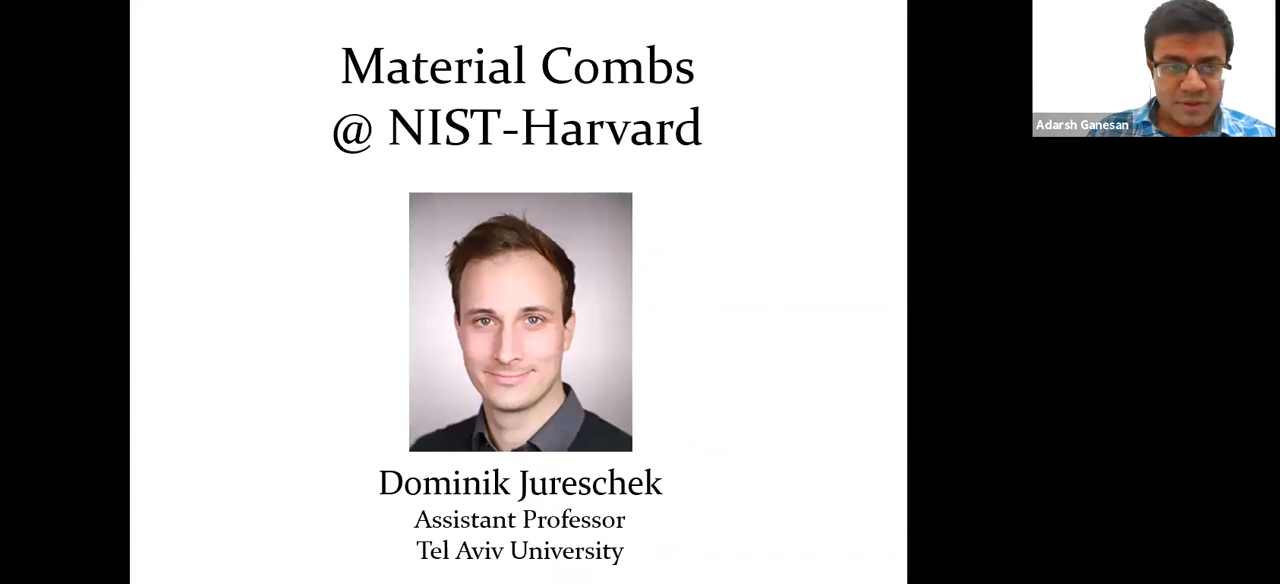 Material Combs
@ NIST-Harvard
Dominik Jureschek
Assistant Professor
Tel Aviv University
Adarsh Ganesan